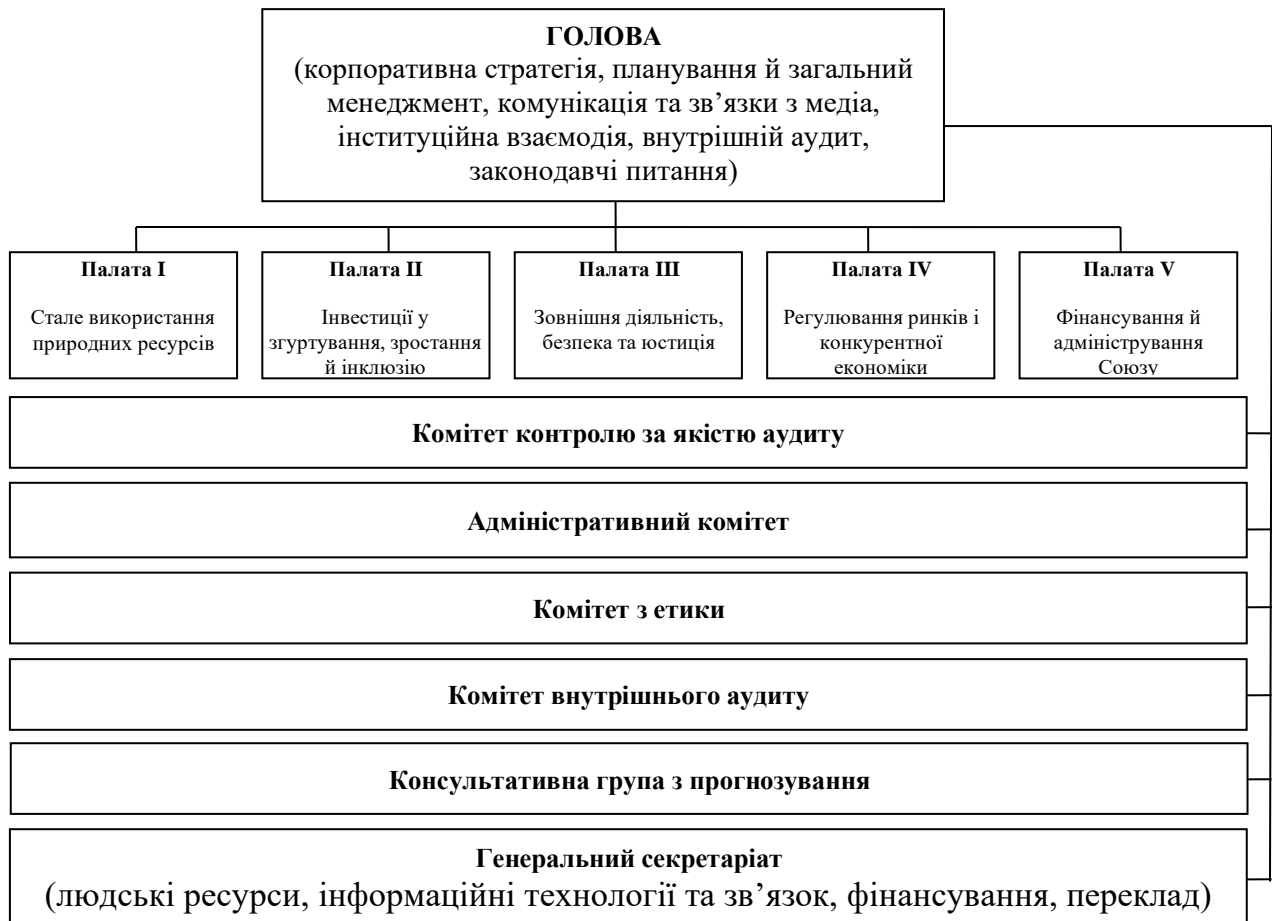 ГОЛОВА
(корпоративна стратегія, планування й загальний
менеджмент, комунікація та зв’язки з медіа,
інституційна взаємодія, внутрішній аудит,
законодавчі питання)
Палата I
Стале використання
природних ресурсів
Палата II
Інвестиції у
згуртування, зростання
й інклюзію
Палата III
Зовнішня діяльність,
безпека та юстиція
Палата IV
Регулювання ринків і
конкурентної
економіки
Палата V
Фінансування й
адміністрування
Союзу
Комітет контролю за якістю аудиту
Адміністративний комітет
Комітет з етики
Комітет внутрішнього аудиту
Консультативна група з прогнозування
Генеральний секретаріат
(людські ресурси, інформаційні технології та зв’язок, фінансування, переклад)